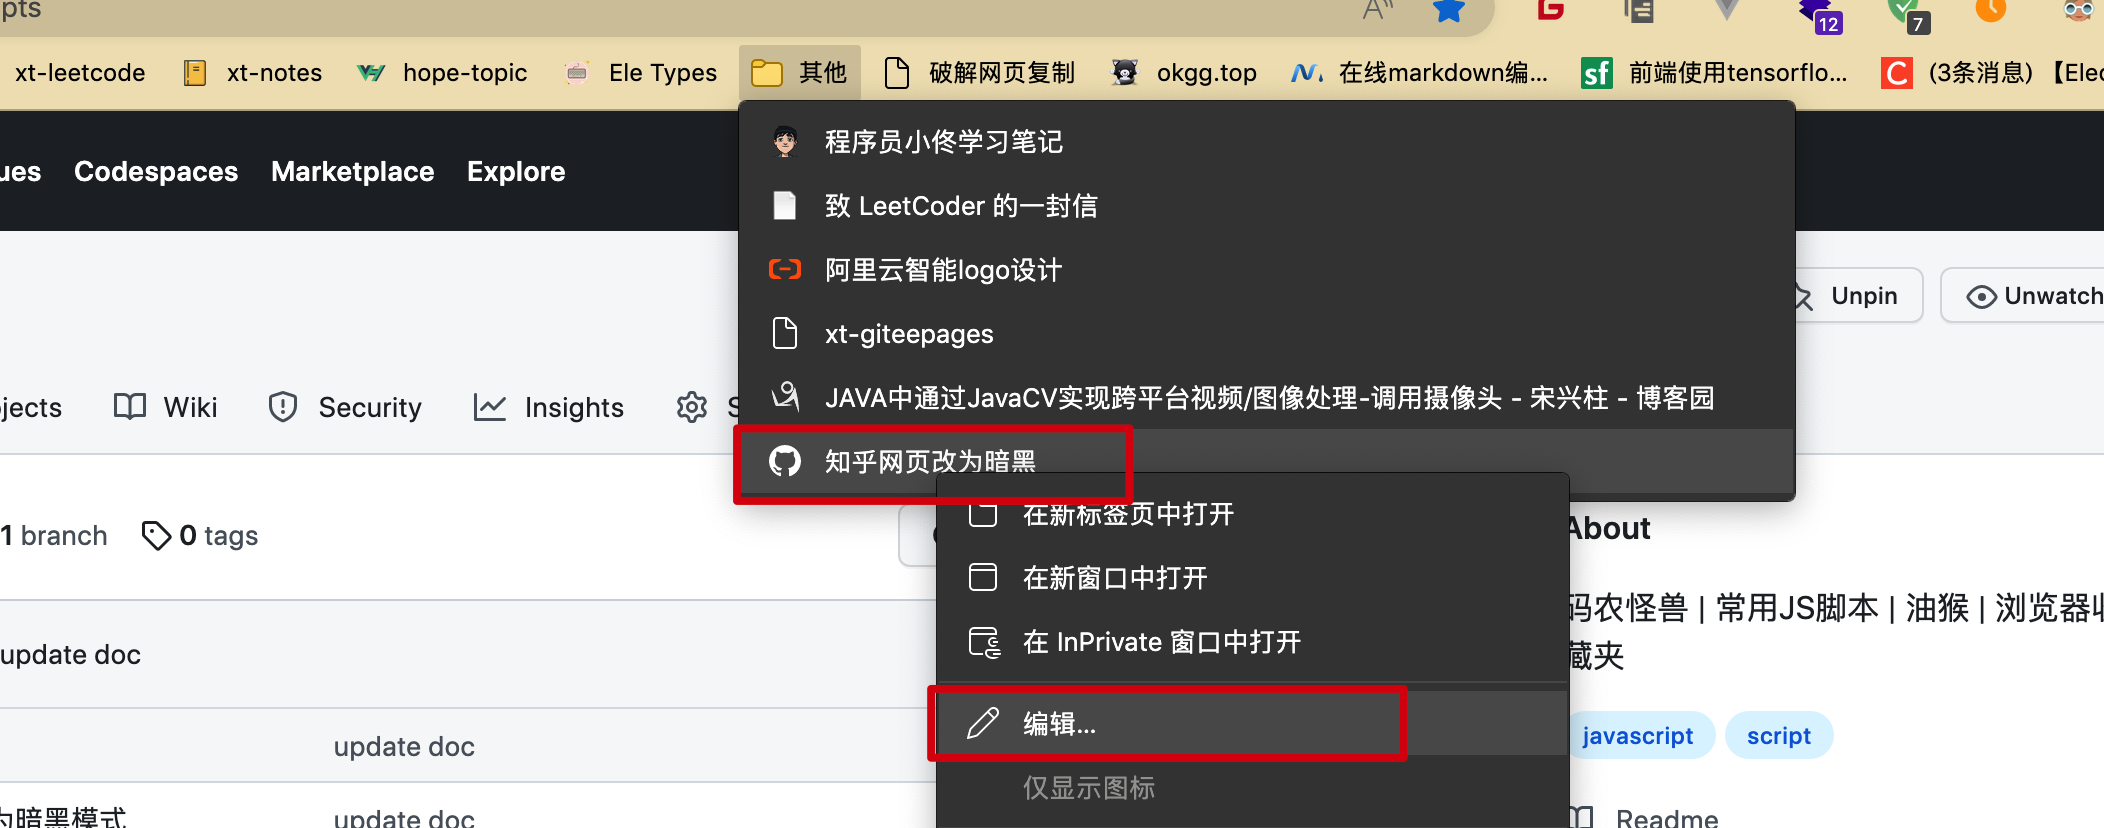 pts
12
7
xt-leetcode xt-notes hope-topic Ele Types 其他 破解网页复制 okgg.top 在线markdown编... 前端使用tensorflo... (3条消息) 【Elec
程序员小佟学习笔记
ues Codespaces Marketplace Explore
致 LeetCoder 的一封信
阿里云智能logo设计
Unpin Unwatch
xt-giteepages
jects Wiki Security Insights S
JAVA中通过JavaCV实现跨平台视频/图像处理-调用摄像头 - 宋兴柱 - 博客园
知乎网页改为暗黑
在新标签页中打开
1 branch 0 tags
About
在新窗口中打开
码农怪兽 | 常用JS脚本 | 油猴 | 浏览器收
藏夹
在 InPrivate 窗口中打开
update doc
编辑...
javascript script
update doc
仅显示图标
为暗黑模式 update doc
Readme